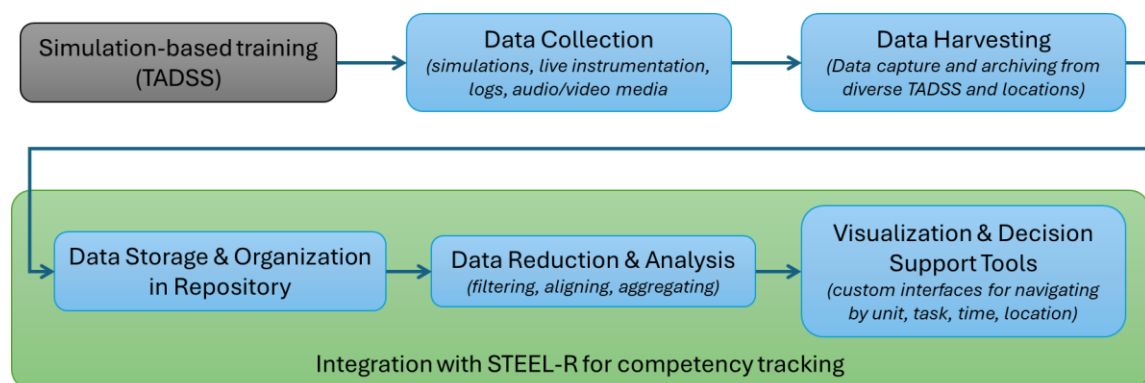 Simulation-based training
(TADSS)
Data Collection
(simulations, live instrumentation,
logs, audio/video media
Data Harvesting
(Data capture and archiving from
diverse TADSS and locations)
Data Storage & Organization
in Repository
Data Reduction & Analysis
(filtering, aligning, aggregating)
Visualization & Decision
Support Tools
(custom interfaces for navigating
by unit, task, time, location)
Integration with STEEL-R for competency tracking